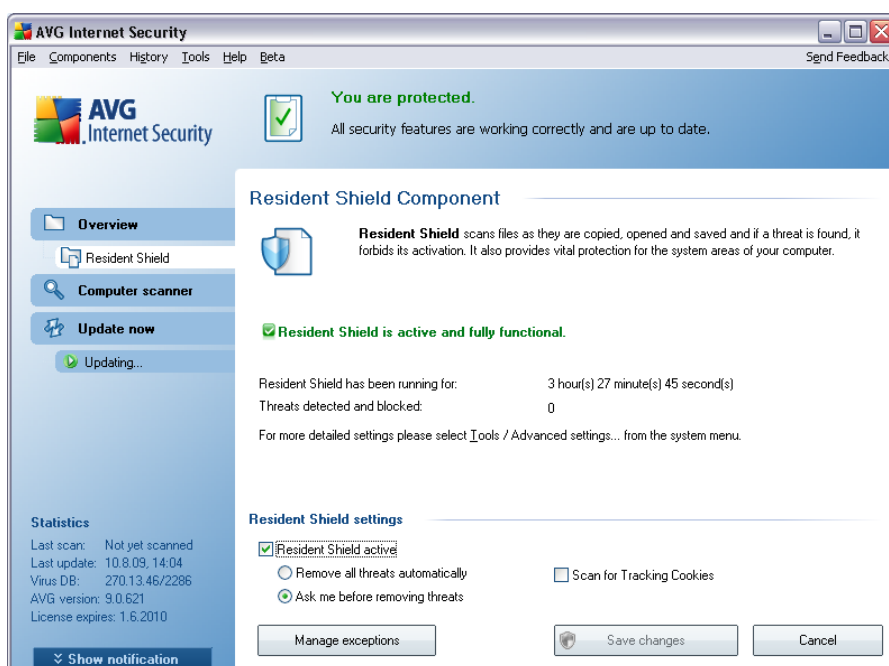 AVG Internet Security
File Components History Tools Help Beta
Send Feedback
AVG
Internet Security
You are protected.
All security features are working correctly and are up to date.
Overview
Resident Shield
Computer scanner
Update now
Updating...
Resident Shield Component
Resident Shield scans files as they are copied, opened and saved and if a threat is found, it
forbids its activation. It also provides vital protection for the system areas of your computer.
Resident Shield is active and fully functional.
Resident Shield has been running for: 3 hour(s) 27 minute(s) 45 second(s)
Threats detected and blocked: 0
For more detailed settings please select Tools / Advanced settings... from the system menu.
Statistics
Last scan: Not yet scanned
Last update: 10.8.09, 14:04
Virus DB: 270.13.46/2286
AVG version: 9.0.621
License expires: 1.6.2010
Show notification
Resident Shield settings
Resident Shield active
Remove all threats automatically
Scan for Tracking Cookies
Ask me before removing threats
Manage exceptions
Save changes
Cancel